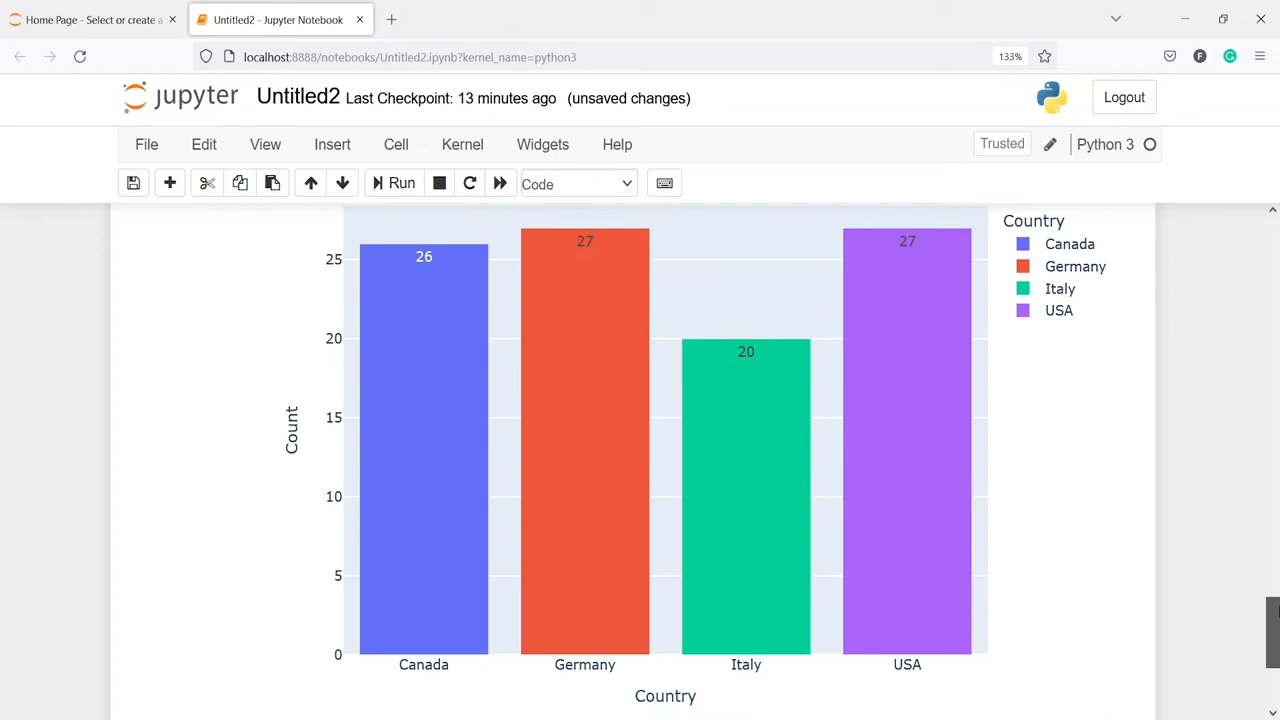 Home Page - Select or create a
Untitled2 - Jupyter Notebook
localhost:8888/notebooks/Untitled2.ipynb?kernel_name=python3
133%
jupyter Untitled2 Last Checkpoint: 13 minutes ago (unsaved changes)
Logout
File Edit View Insert Cell Kernel Widgets Help
Trusted
Python 3
Run
Code
Country
Canada
Germany
Italy
USA
26
27
20
27
25
20
15
10
5
0
Count
Canada Germany Italy USA
Country